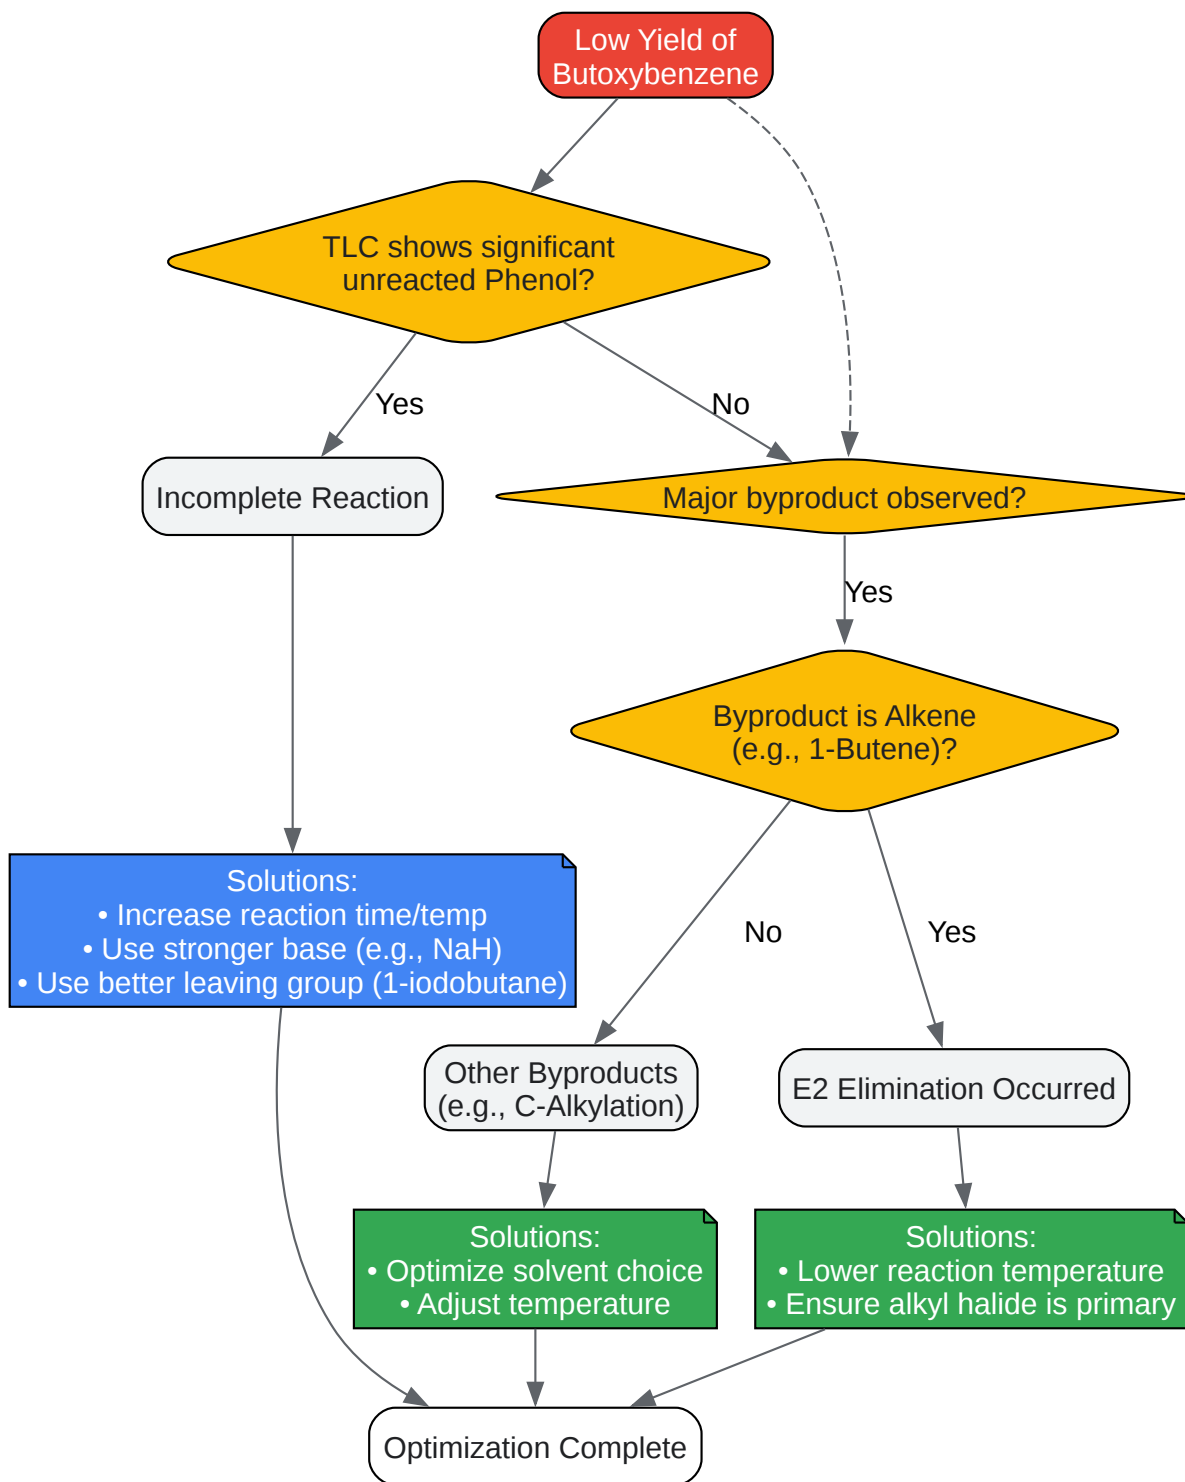 Low Yield of
Butoxybenzene
TLC shows significant
unreacted Phenol?
Yes
No
Incomplete Reaction
Major byproduct observed?
Yes
Byproduct is Alkene
(e.g., 1-Butene)?
Solutions:
• Increase reaction time/temp
• Use stronger base (e.g., NaH)
• Use better leaving group (1-iodobutane)
No
Yes
Other Byproducts
(e.g., C-Alkylation)
E2 Elimination Occurred
Solutions:
• Optimize solvent choice
• Adjust temperature
Solutions:
• Lower reaction temperature
• Ensure alkyl halide is primary
Optimization Complete